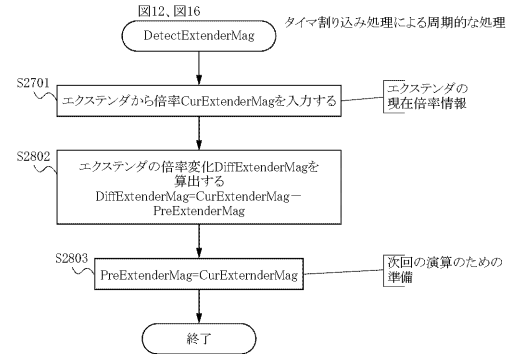 図12、図16
タイマ割り込み処理による周期的な処理
DetectExtenderMag
S2701
エクステンダから倍率CurExtenderMagを入力する
エクステンダの
現在倍率情報
S2802
エクステンダの倍率変化DiffExtenderMagを
算出する
DiffExtenderMag=CurExtenderMag−
PreExtenderMag
S2803
PreExtenderMag=CurExternderMag
次回の演算のための
準備
終了